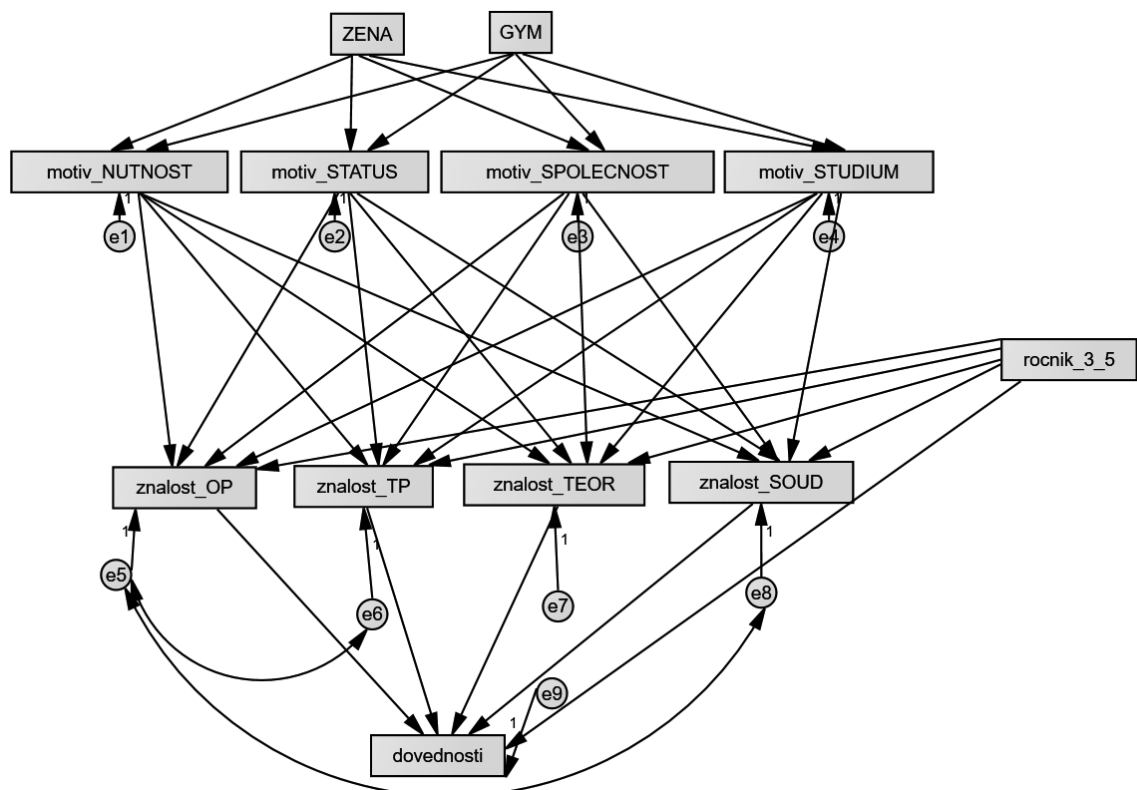 ZENA
GYM
motiv_NUTNOST
motiv_STATUS
motiv_SPOLECNOST
motiv_STUDIUM
1
1
1
1
e1
e2
e3
e4
rocnik_3_5
znalost_OP
znalost_TP
znalost_TEOR
znalost_SOUD
1
1
1
1
e5
e6
e7
e8
e9
1
dovednosti